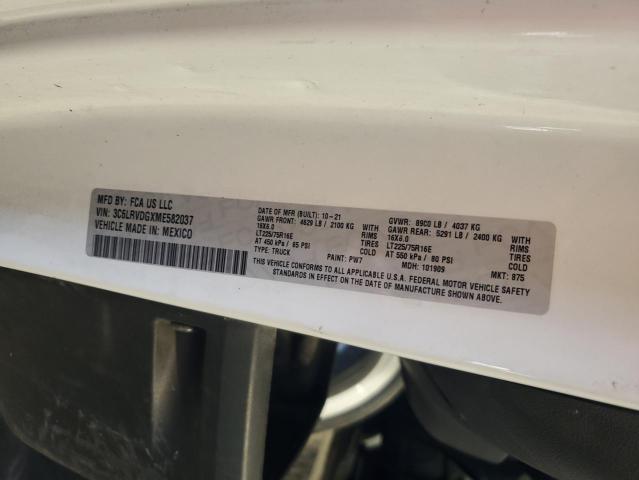 MFD BY: FCA US LLC
VIN: 3C6LRVDGXME582037
VEHICLE MADE IN: MEXICO
DATE OF MFR (BUILT): 10-21
GAWR FRONT: 4629 LB / 2100 KG WITH
16X6.0 RIMS
LT225/75R16E TIRES
AT 450 kPa / 65 PSI COLD
TYPE: TRUCK PAINT: PW7
GVWR: 8900 LB / 4037 KG
GAWR REAR: 5291 LB / 2400 KG WITH
16X6.0 RIMS
LT225/75R16E TIRES
AT 550 kPa / 80 PSI COLD
MDH: 101909 MKT: 875
THIS VEHICLE CONFORMS TO ALL APPLICABLE U.S.A. FEDERAL MOTOR VEHICLE SAFETY
STANDARDS IN EFFECT ON THE DATE OF MANUFACTURE SHOWN ABOVE.